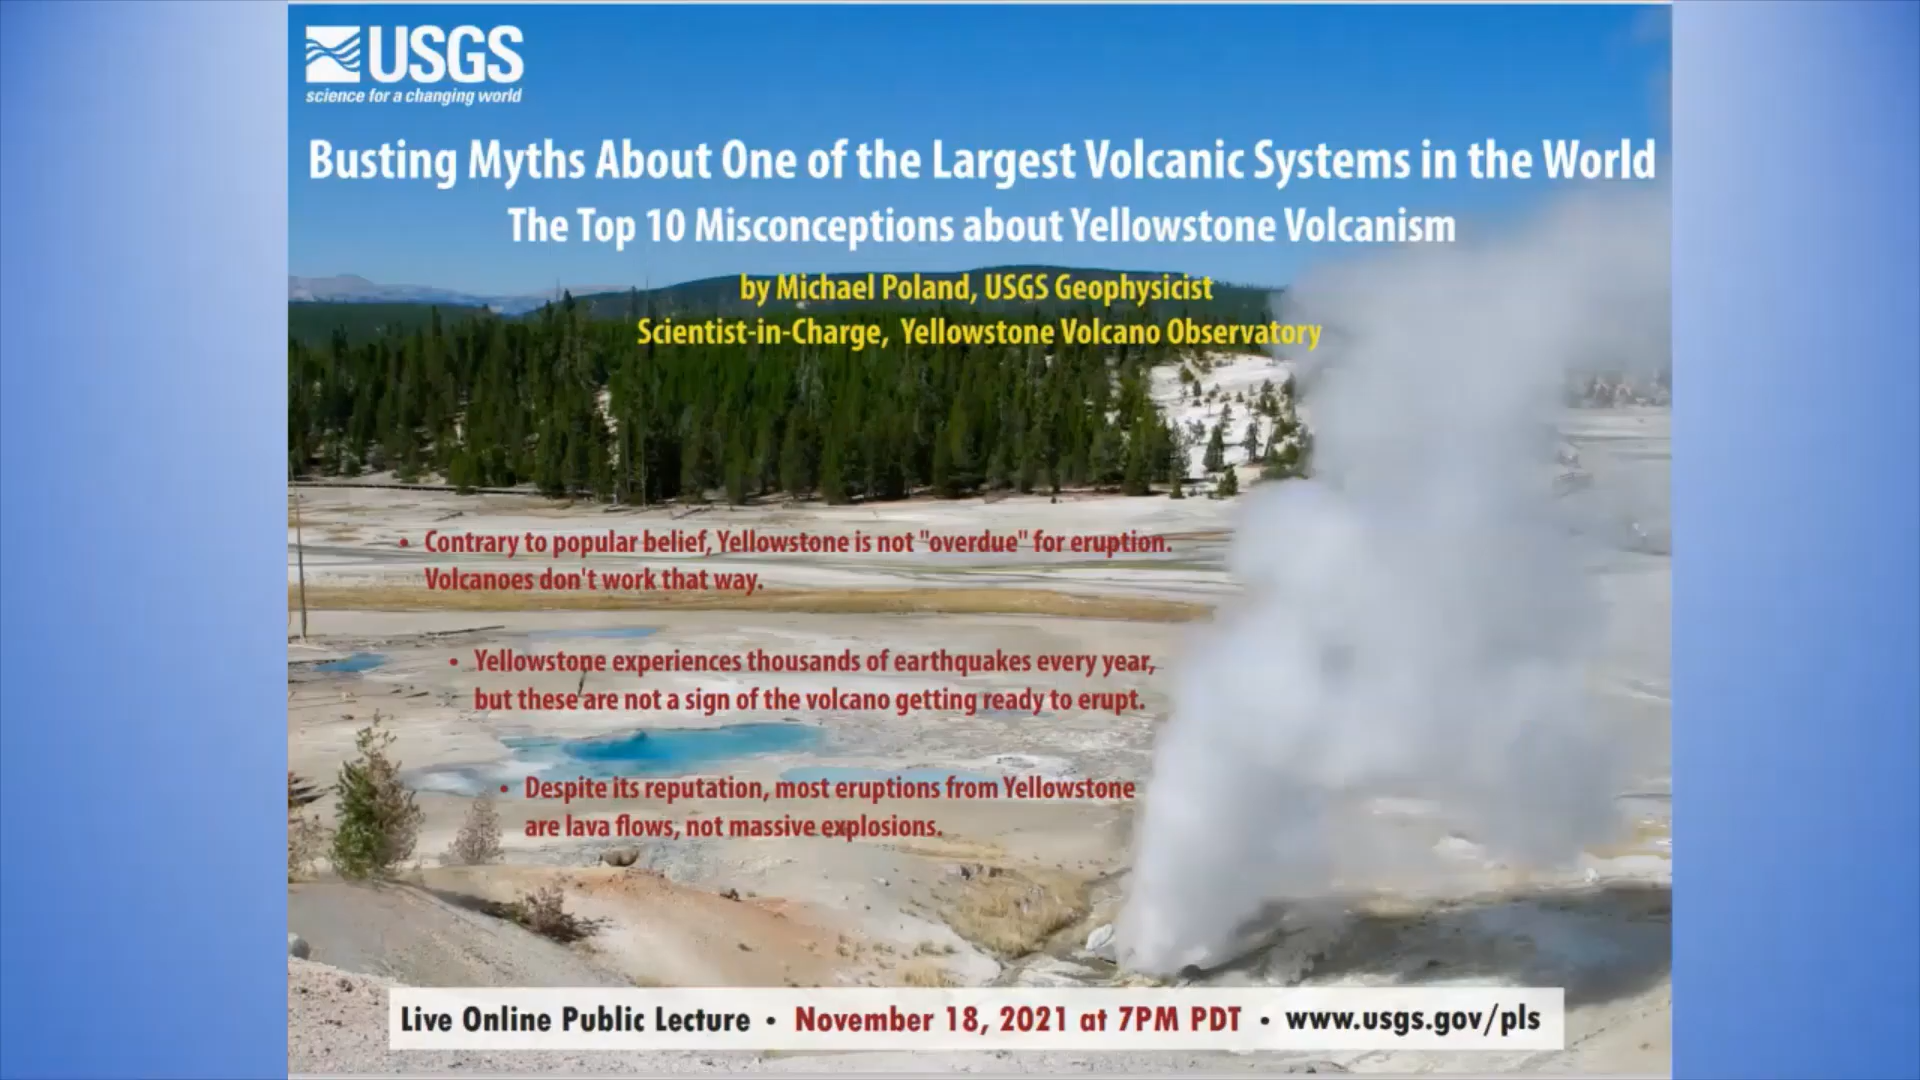 USGS
science for a changing world
Busting Myths About One of the Largest Volcanic Systems in the World
The Top 10 Misconceptions about Yellowstone Volcanism
by Michael Poland, USGS Geophysicist
Scientist-in-Charge, Yellowstone Volcano Observatory
• Contrary to popular belief, Yellowstone is not "overdue" for eruption.
Volcanoes don't work that way.
• Yellowstone experiences thousands of earthquakes every year,
but these are not a sign of the volcano getting ready to erupt.
• Despite its reputation, most eruptions from Yellowstone
are lava flows, not massive explosions.
Live Online Public Lecture • November 18, 2021 at 7PM PDT • www.usgs.gov/pls